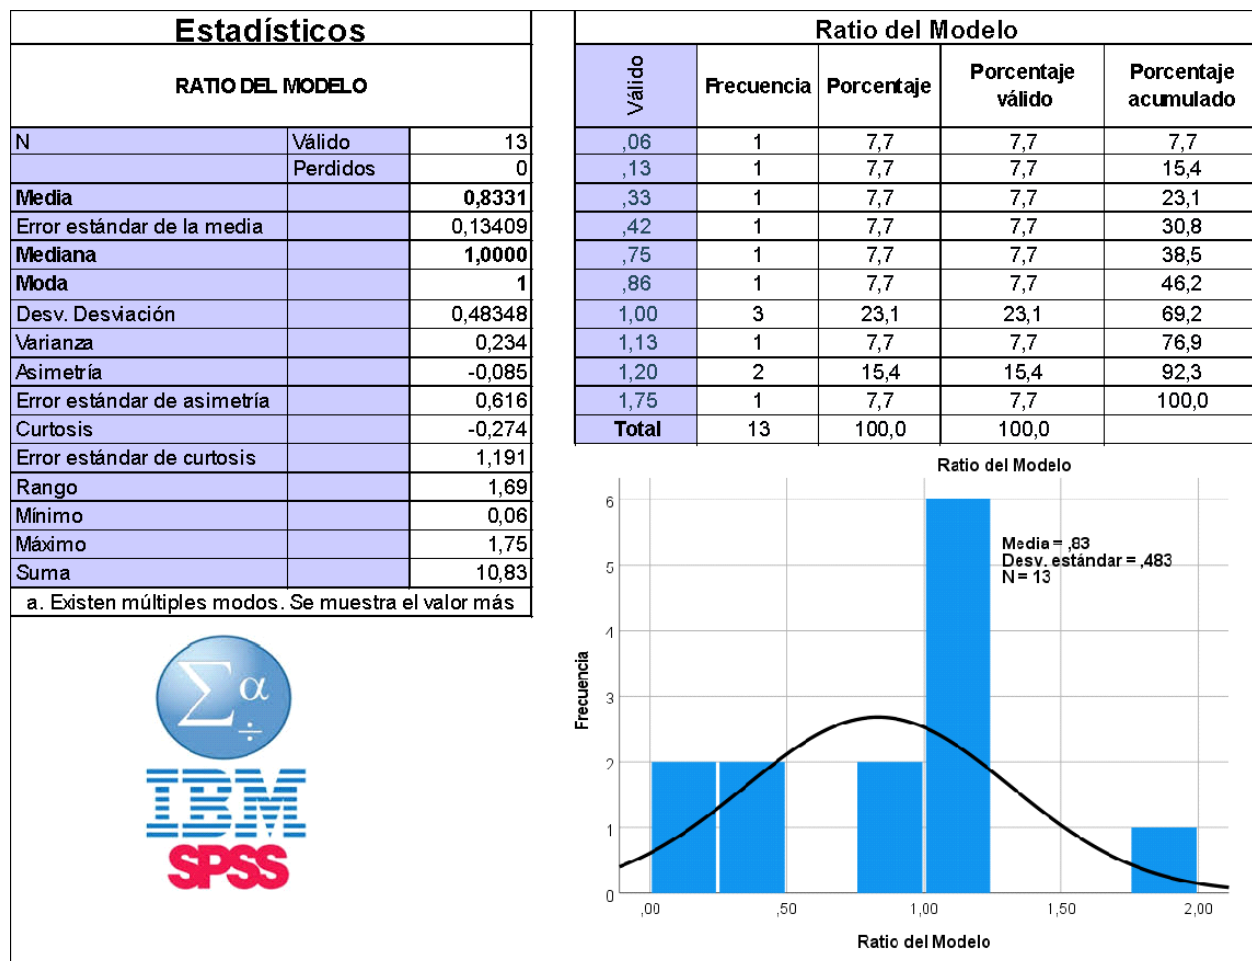 Estadísticos
RATIO DEL MODELO
N Válido 13
Perdidos 0
Media 0,8331
Error estándar de la media 0,13409
Mediana 1,0000
Moda 1
Desv. Desviación 0,48348
Varianza 0,234
Asimetría -0,085
Error estándar de asimetría 0,616
Curtosis -0,274
Error estándar de curtosis 1,191
Rango 1,69
Mínimo 0,06
Máximo 1,75
Suma 10,83
a. Existen múltiples modos. Se muestra el valor más
Σ α ÷
IBM
SPSS
Ratio del Modelo
Válido Frecuencia Porcentaje Porcentaje válido Porcentaje acumulado
,06 1 7,7 7,7 7,7
,13 1 7,7 7,7 15,4
,33 1 7,7 7,7 23,1
,42 1 7,7 7,7 30,8
,75 1 7,7 7,7 38,5
,86 1 7,7 7,7 46,2
1,00 3 23,1 23,1 69,2
1,13 1 7,7 7,7 76,9
1,20 2 15,4 15,4 92,3
1,75 1 7,7 7,7 100,0
Total 13 100,0 100,0
Ratio del Modelo
Media = ,83
Desv. estándar = ,483
N = 13
Frecuencia
6
5
4
3
2
1
0
,00 ,50 1,00 1,50 2,00
Ratio del Modelo